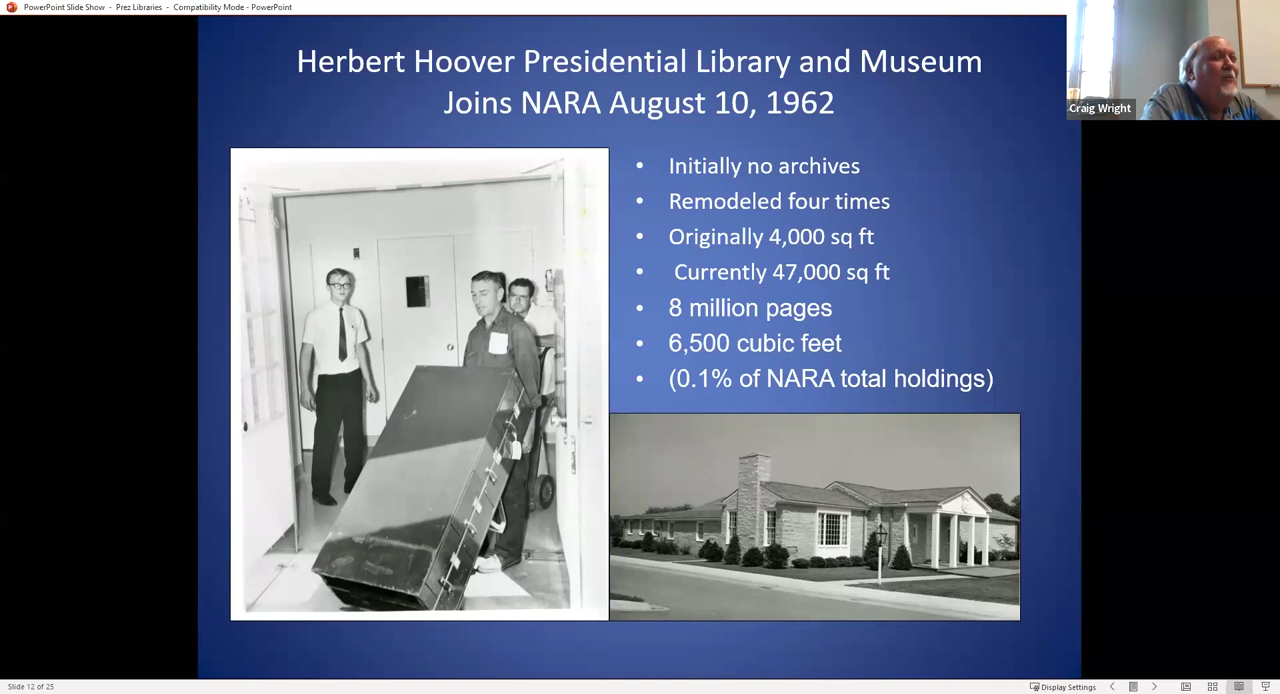 PowerPoint Slide Show - Prez Libraries - Compatibility Mode - PowerPoint
Herbert Hoover Presidential Library and Museum
Joins NARA August 10, 1962
• Initially no archives
• Remodeled four times
• Originally 4,000 sq ft
• Currently 47,000 sq ft
• 8 million pages
• 6,500 cubic feet
• (0.1% of NARA total holdings)
Craig Wright
Slide 12 of 25
Display Settings